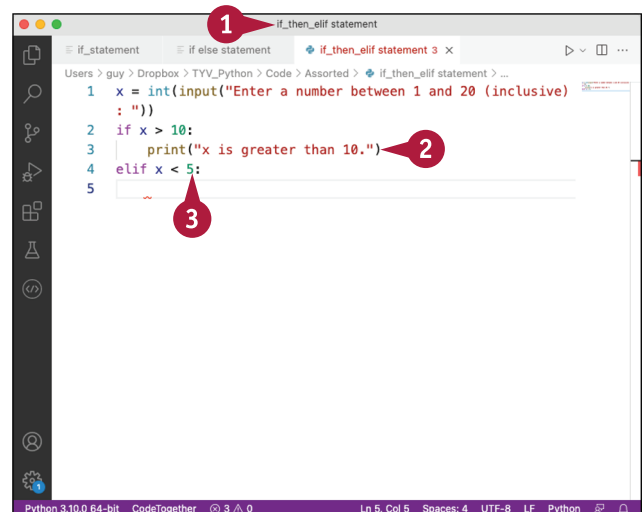 1
if_then_elif statement
if_statement
if else statement
if_then_elif statement 3 ×
Users > guy > Dropbox > TYV_Python > Code > Assorted > if_then_elif statement > ...
1 x = int(input("Enter a number between 1 and 20 (inclusive)
: "))
2 if x > 10:
3 print("x is greater than 10.")
2
4 elif x < 5:
5
3
1
Python 3.10.0 64-bit CodeTogether 3 0 Ln 5, Col 5 Spaces: 4 UTF-8 LF Python